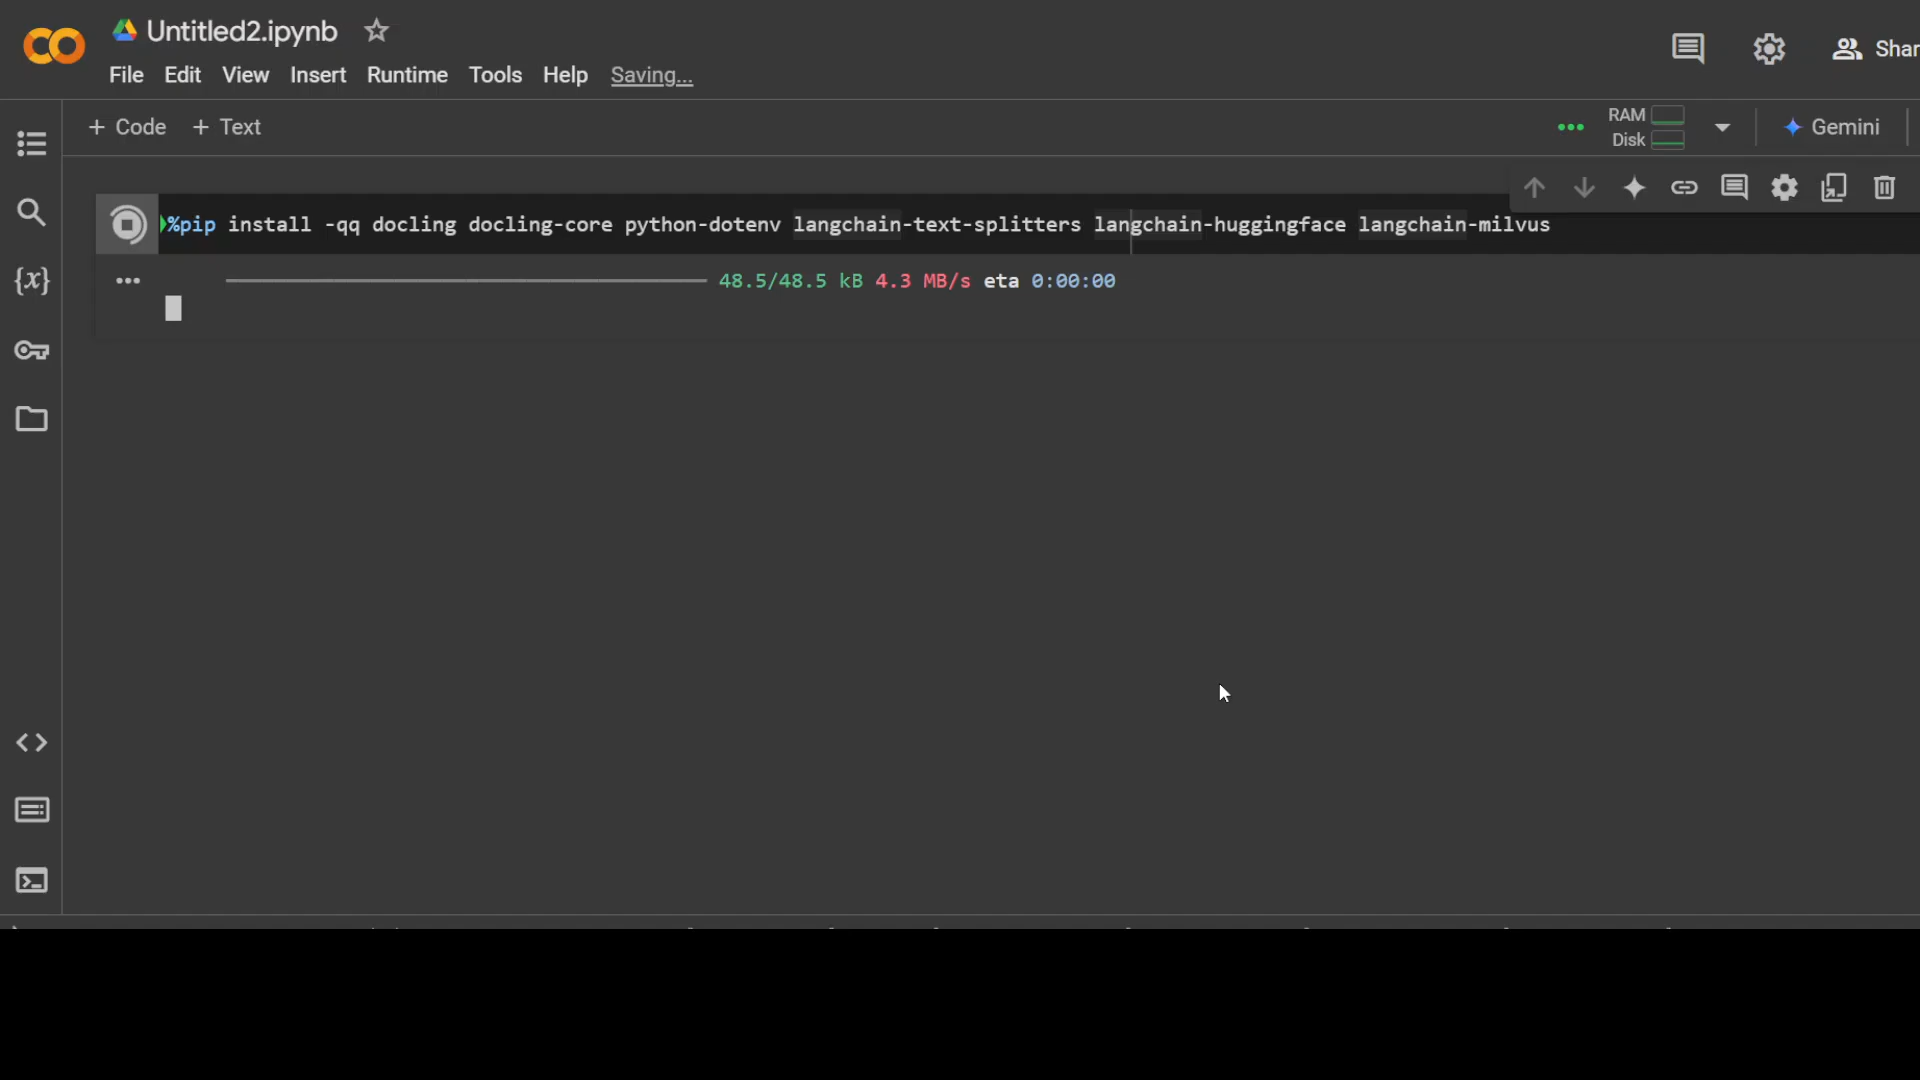 Untitled2.ipynb
File Edit View Insert Runtime Tools Help Saving...
Shar
+ Code + Text
RAM
Disk
Gemini
%pip install -qq docling docling-core python-dotenv langchain-text-splitters langchain-huggingface langchain-milvus
48.5/48.5 kB 4.3 MB/s eta 0:00:00
{x}